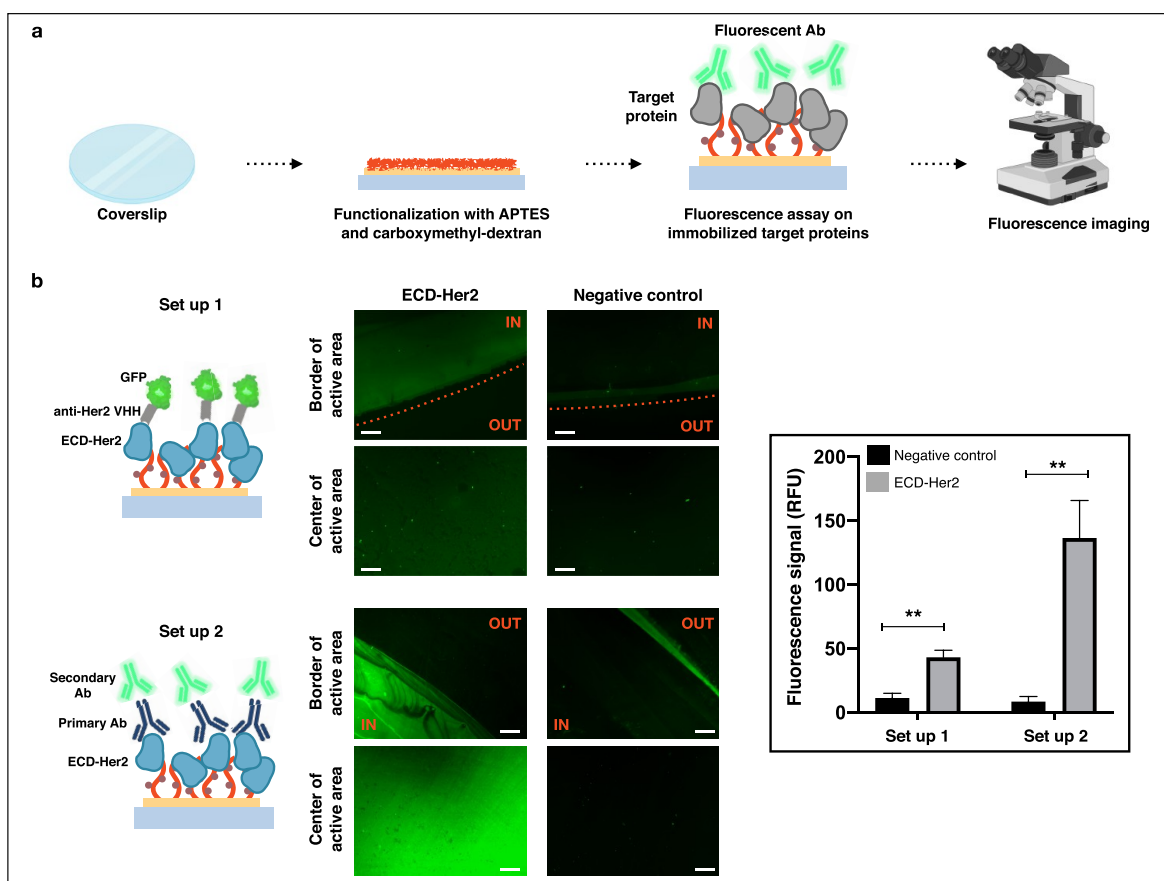 a
Fluorescent Ab
Target
protein
Coverslip
Functionalization with APTES
and carboxymethyl-dextran
Fluorescence assay on
immobilized target proteins
Fluorescence imaging
b
Set up 1
GFP
anti-Her2 VHH
ECD-Her2
ECD-Her2
Negative control
Border of
active area
IN
OUT
IN
OUT
Center of
active area
Set up 2
Secondary
Ab
Primary Ab
ECD-Her2
Border of
active area
OUT
IN
OUT
IN
Center of
active area
Fluorescence signal (RFU)
200
150
100
50
0
Negative control
ECD-Her2
**
**
Set up 1
Set up 2